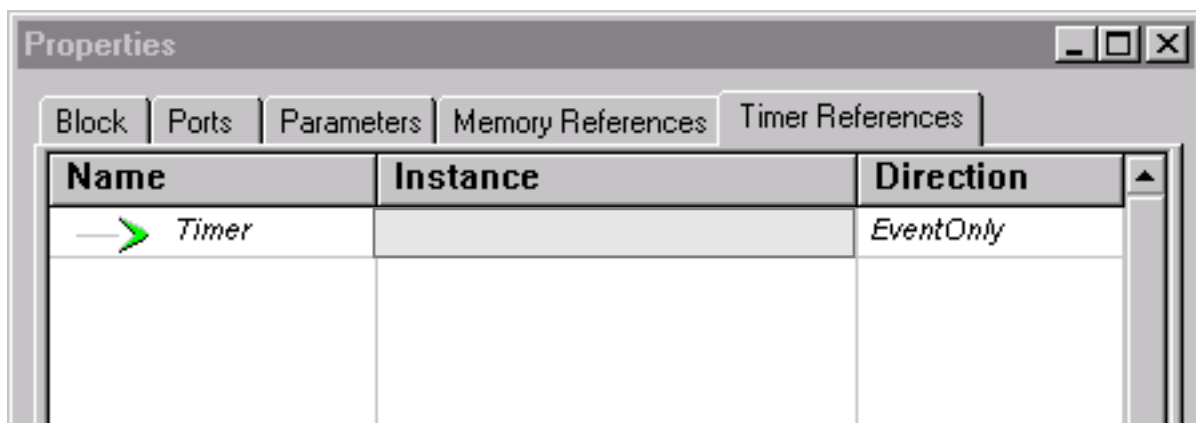 Properties
Block Ports Parameters Memory References Timer References
Name Instance Direction
Timer EventOnly